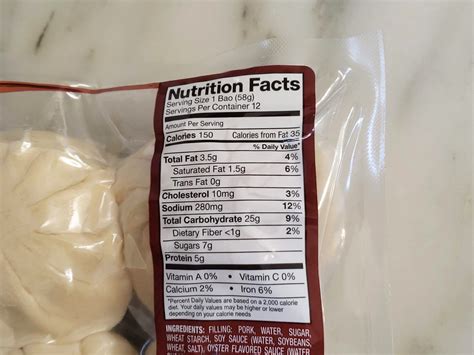 Nutrition Facts
Serving Size 1 Bao (58g)
Servings Per Container 12
Amount Per Serving
Calories 150 Calories from Fat 35
% Daily Value*
Total Fat 3.5g 4%
Saturated Fat 1.5g 6%
Trans Fat 0g
Cholesterol 10mg 3%
Sodium 280mg 12%
Total Carbohydrate 25g 9%
Dietary Fiber <1g 2%
Sugars 7g
Protein 5g
Vitamin A 0% • Vitamin C 0%
Calcium 2% • Iron 6%
*Percent Daily Values are based on a 2,000 calorie
diet. Your daily values may be higher or lower
depending on your calorie needs
INGREDIENTS: FILLING: PORK, WATER, SUGAR,
WHEAT STARCH, SOY SAUCE (WATER, SOYBEANS,
WHEAT, SALT), OYSTER FLAVORED SAUCE (WATER